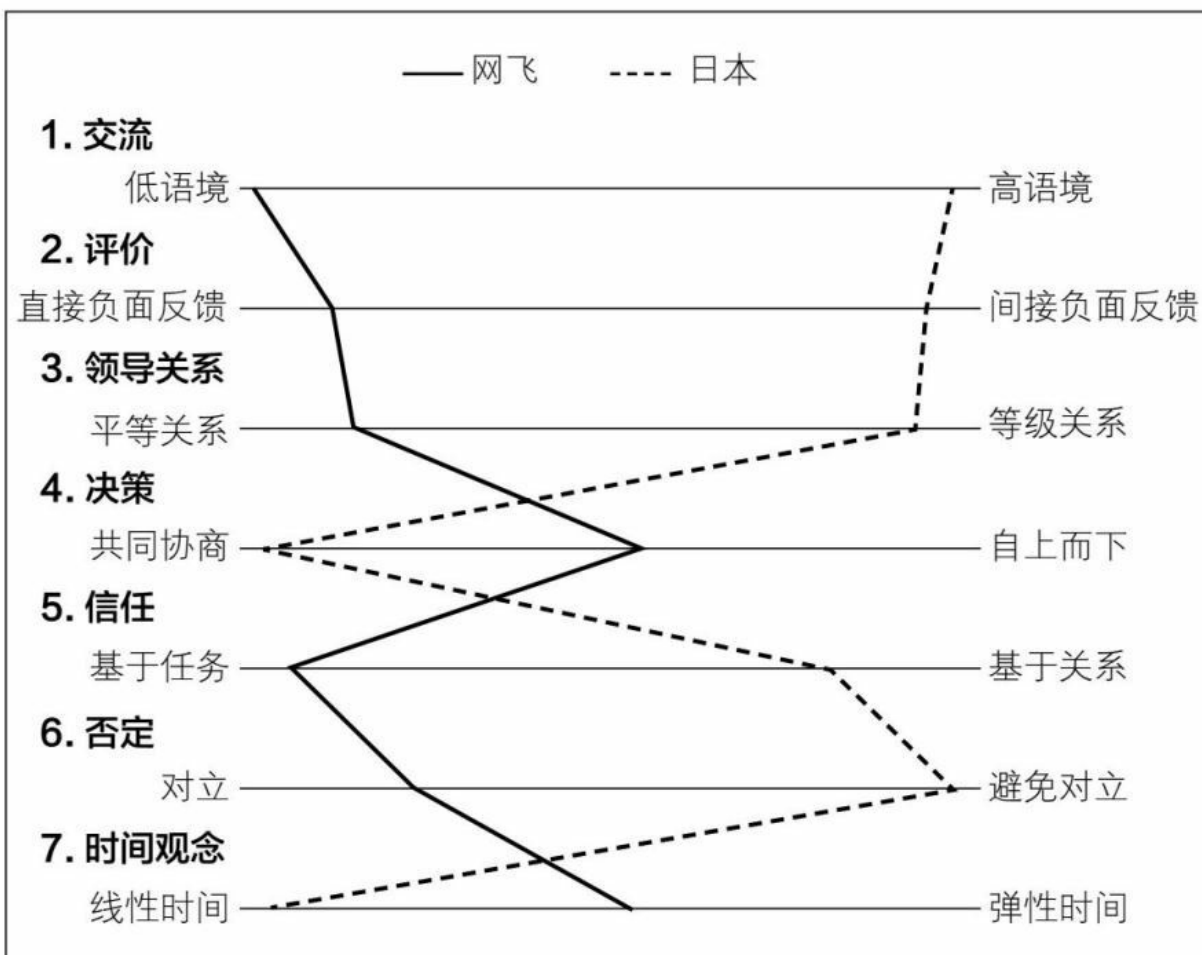 网飞 日本
1. 交流
低语境 高语境
2. 评价
直接负面反馈 间接负面反馈
3. 领导关系
平等关系 等级关系
4. 决策
共同协商 自上而下
5. 信任
基于任务 基于关系
6. 否定
对立 避免对立
7. 时间观念
线性时间 弹性时间